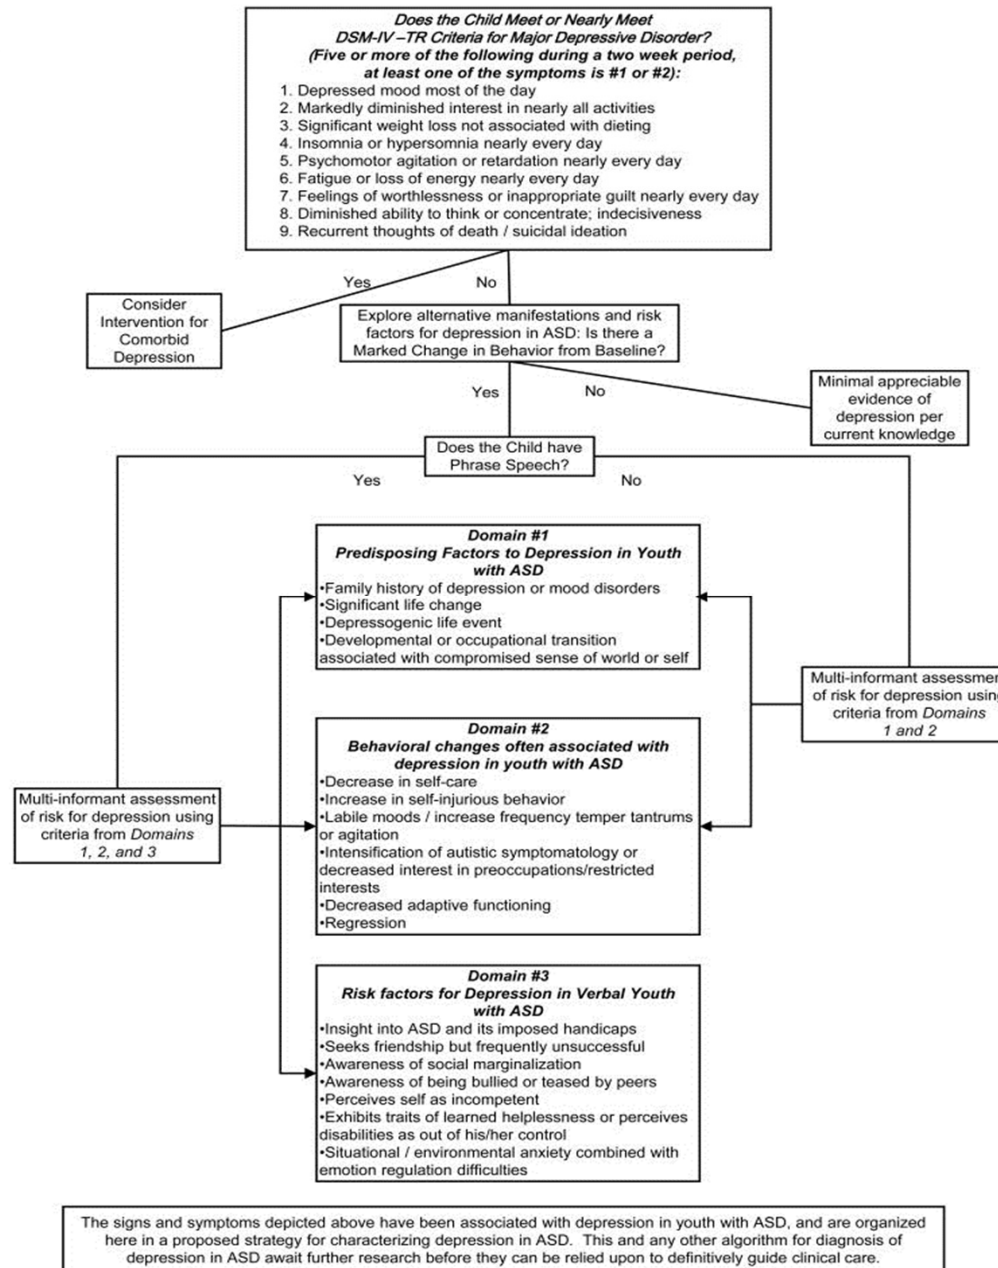 Does the Child Meet or Nearly Meet
DSM-IV –TR Criteria for Major Depressive Disorder?
(Five or more of the following during a two week period,
at least one of the symptoms is #1 or #2):
1. Depressed mood most of the day
2. Markedly diminished interest in nearly all activities
3. Significant weight loss not associated with dieting
4. Insomnia or hypersomnia nearly every day
5. Psychomotor agitation or retardation nearly every day
6. Fatigue or loss of energy nearly every day
7. Feelings of worthlessness or inappropriate guilt nearly every day
8. Diminished ability to think or concentrate; indecisiveness
9. Recurrent thoughts of death / suicidal ideation
Yes
No
Consider
Intervention for
Comorbid
Depression
Explore alternative manifestations and risk
factors for depression in ASD: Is there a
Marked Change in Behavior from Baseline?
Yes
No
Minimal appreciable
evidence of
depression per
current knowledge
Does the Child have
Phrase Speech?
Yes
No
Domain #1
Predisposing Factors to Depression in Youth
with ASD
•Family history of depression or mood disorders
•Significant life change
•Depressogenic life event
•Developmental or occupational transition
associated with compromised sense of world or self
Multi-informant assessmen
of risk for depression using
criteria from Domains
1 and 2
Domain #2
Behavioral changes often associated with
depression in youth with ASD
•Decrease in self-care
•Increase in self-injurious behavior
•Labile moods / increase frequency temper tantrums
or agitation
•Intensification of autistic symptomatology or
decreased interest in preoccupations/restricted
interests
•Decreased adaptive functioning
•Regression
Multi-informant assessment
of risk for depression using
criteria from Domains
1, 2, and 3
Domain #3
Risk factors for Depression in Verbal Youth
with ASD
•Insight into ASD and its imposed handicaps
•Seeks friendship but frequently unsuccessful
•Awareness of social marginalization
•Awareness of being bullied or teased by peers
•Perceives self as incompetent
•Exhibits traits of learned helplessness or perceives
disabilities as out of his/her control
•Situational / environmental anxiety combined with
emotion regulation difficulties
The signs and symptoms depicted above have been associated with depression in youth with ASD, and are organized
here in a proposed strategy for characterizing depression in ASD. This and any other algorithm for diagnosis of
depression in ASD await further research before they can be relied upon to definitively guide clinical care.